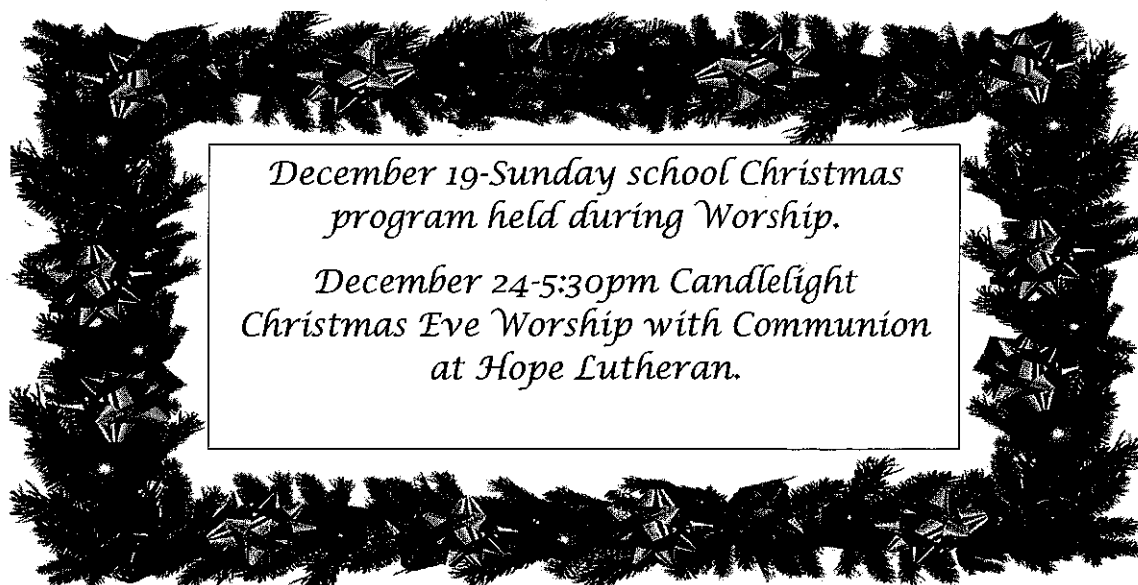 December 19-Sunday school Christmas
program held during Worship.
December 24-5:30pm Candlelight
Christmas Eve Worship with Communion
at Hope Lutheran.